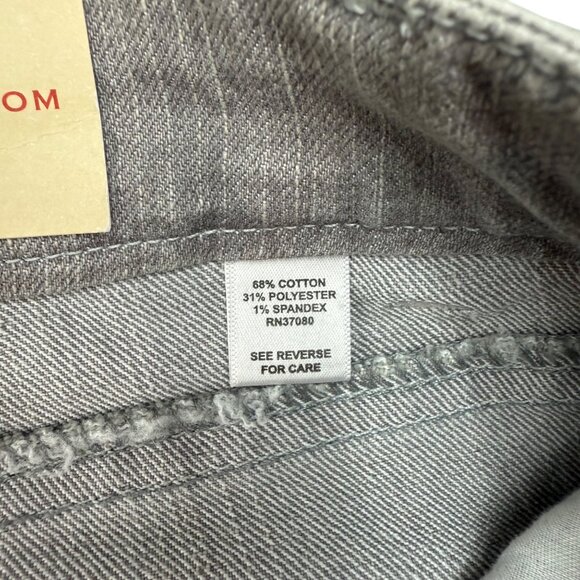 OM
68% COTTON
31% POLYESTER
1% SPANDEX
RN37080
SEE REVERSE
FOR CARE